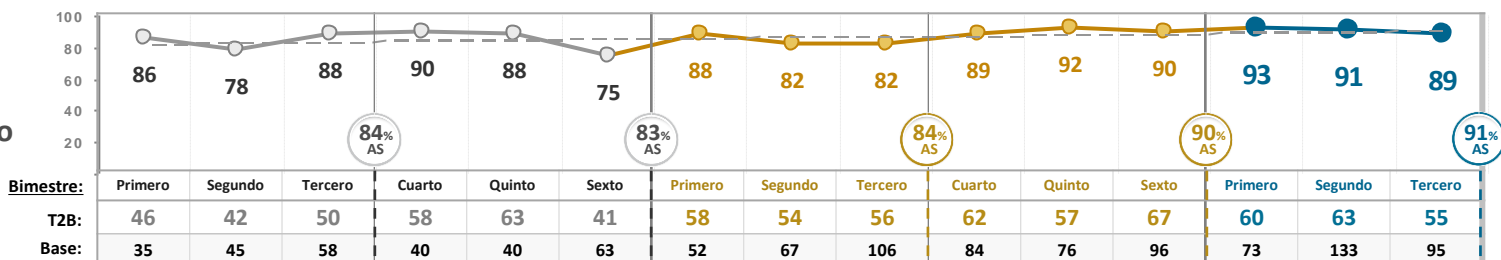 100
80
60
40
20
o
86 78 88 90 88 75 88 82 82 89 92 90 93 91 89
84% AS 83% AS 84% AS 90% AS 91% AS
Bimestre: Primero Segundo Tercero Cuarto Quinto Sexto Primero Segundo Tercero Cuarto Quinto Sexto Primero Segundo Tercero
T2B: 46 42 50 58 63 41 58 54 56 62 57 67 60 63 55
Base: 35 45 58 40 40 63 52 67 106 84 76 96 73 133 95